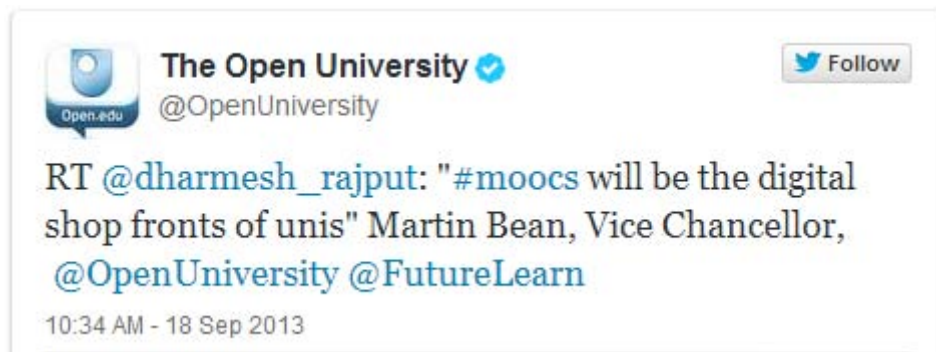 The Open University
Follow
@OpenUniversity
Open.edu
RT @dharmesh_rajput: "#moocs will be the digital
shop fronts of unis" Martin Bean, Vice Chancellor,
@OpenUniversity @FutureLearn
10:34 AM - 18 Sep 2013